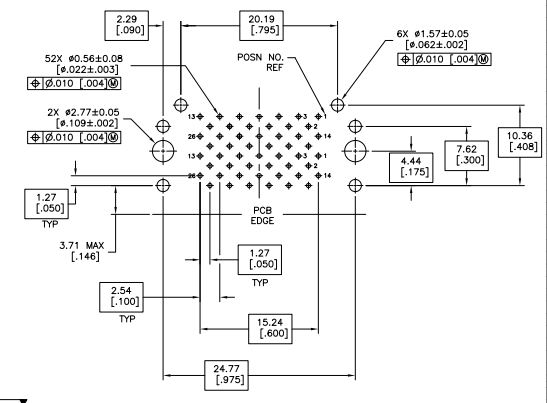 2.29
[.090]
20.19
[.795]
6X ø1.57±0.05
[ø.062±.002]
⌖ Ø.010 [.004]Ⓜ
52X ø0.56±0.08
[ø.022±.003]
⌖ Ø.010 [.004]Ⓜ
POSN NO.
REF
2X ø2.77±0.05
[ø.109±.002]
⌖ Ø.010 [.004]Ⓜ
13
3
1
2
26
14
13
3
1
2
26
14
10.36
[.408]
7.62
[.300]
4.44
[.175]
1.27
[.050]
TYP
PCB
EDGE
3.71 MAX
[.146]
1.27
[.050]
TYP
2.54
[.100]
TYP
15.24
[.600]
24.77
[.975]